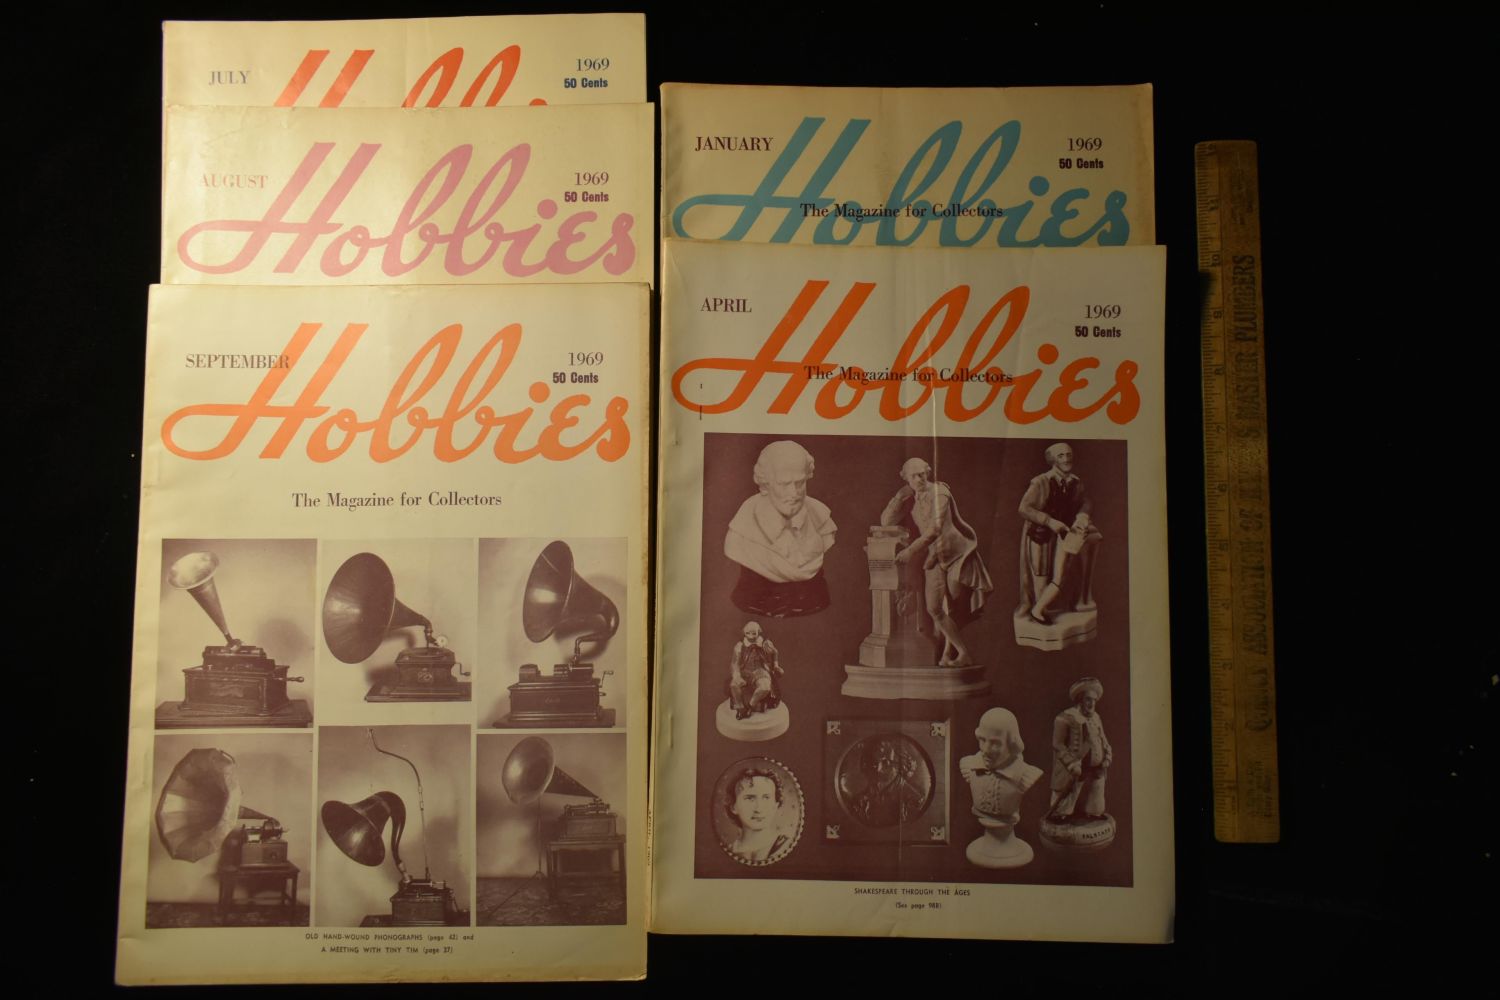 JULY
1969
50 Cents
Hobbies
AUGUST
1969
50 Cents
Hobbies
SEPTEMBER
1969
50 Cents
Hobbies
The Magazine for Collectors
OLD HAND-WOUND PHONOGRAPHS (page 42) and
A MEETING WITH TINY TIM (page 37)
JANUARY
1969
50 Cents
Hobbies
The Magazine for Collectors
APRIL
1969
50 Cents
Hobbies
The Magazine for Collectors
FALSTAFF
SHAKESPEARE THROUGH THE AGES
(See page 98B)
QUINCY ASSOCIATION OF MASTER PLUMBERS